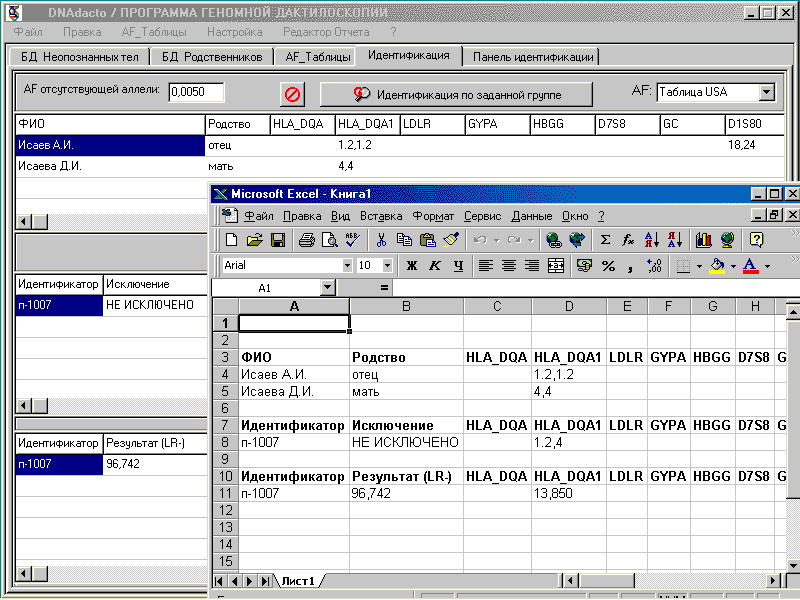 DNAdacto / ПРОГРАММА ГЕНОМНОЙ ДАКТИЛОСКОПИИ
Файл Правка AF_Таблицы Настройка Редактор Отчета ?
БД Неопознанных тел БД Родственников AF_Таблицы Идентификация Панель идентификации
AF отсутствующей аллели: 0,0050 Идентификация по заданной группе AF: Таблица USA
ФИО Родство HLA_DQA HLA_DQA1 LDLR GYPA HBGG D7S8 GC D1S80
Исаев А.И. отец 1.2,1.2 18,24
Исаева Д.И. мать 4,4
Идентификатор Исключение
п-1007 НЕ ИСКЛЮЧЕНО
Идентификатор Результат (LR-)
п-1007 96,742
Microsoft Excel - Книга1
Файл Правка Вид Вставка Формат Сервис Данные Окно ?
Arial 10 Ж К Ч
A1 =
A B C D E F G H
1
2
3 ФИО Родство HLA_DQA HLA_DQA1 LDLR GYPA HBGG D7S8 G
4 Исаев А.И. отец 1.2,1.2
5 Исаева Д.И. мать 4,4
6
7 Идентификатор Исключение HLA_DQA HLA_DQA1 LDLR GYPA HBGG D7S8 G
8 п-1007 НЕ ИСКЛЮЧЕНО 1.2,4
9
10 Идентификатор Результат (LR-) HLA_DQA HLA_DQA1 LDLR GYPA HBGG D7S8 G
11 п-1007 96,742 13,850
12
13
14
15
Лист1